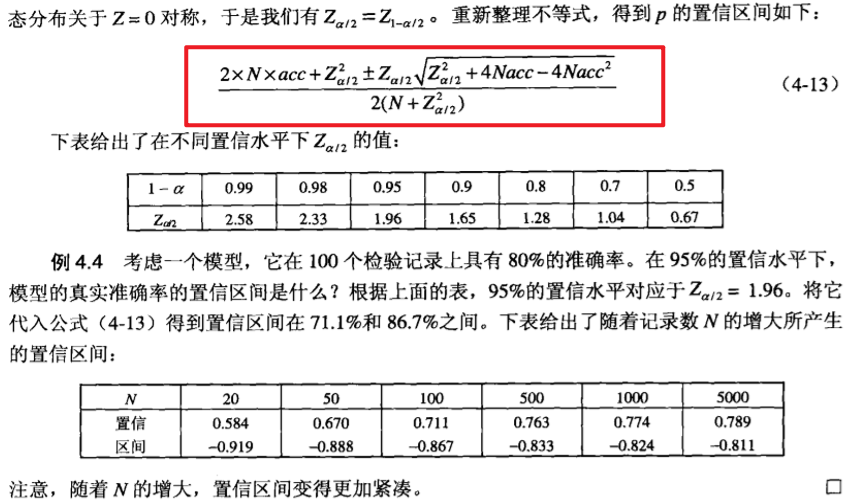 态分布关于 Z = 0 对称，于是我们有 Z_{α/2} = Z_{1-α/2} 。重新整理不等式，得到 p 的置信区间如下：
\frac{2×N×acc+Z_{α/2}^2±Z_{α/2}\sqrt{Z_{α/2}^2+4Nacc-4Nacc^2}}{2(N+Z_{α/2}^2)} （4-13）
下表给出了在不同置信水平下 Z_{α/2} 的值：
1-α 0.99 0.98 0.95 0.9 0.8 0.7 0.5
Z_{α/2} 2.58 2.33 1.96 1.65 1.28 1.04 0.67
例 4.4 考虑一个模型，它在 100 个检验记录上具有 80%的准确率。在 95%的置信水平下，
模型的真实准确率的置信区间是什么？根据上面的表，95%的置信水平对应于 Z_{α/2} = 1.96。将它
代入公式（4-13）得到置信区间在 71.1%和 86.7%之间。下表给出了随着记录数 N 的增大所产生
的置信区间：
N 20 50 100 500 1000 5000
置信 0.584 0.670 0.711 0.763 0.774 0.789
区间 −0.919 −0.888 −0.867 −0.833 −0.824 −0.811
注意，随着 N 的增大，置信区间变得更加紧凑。 □